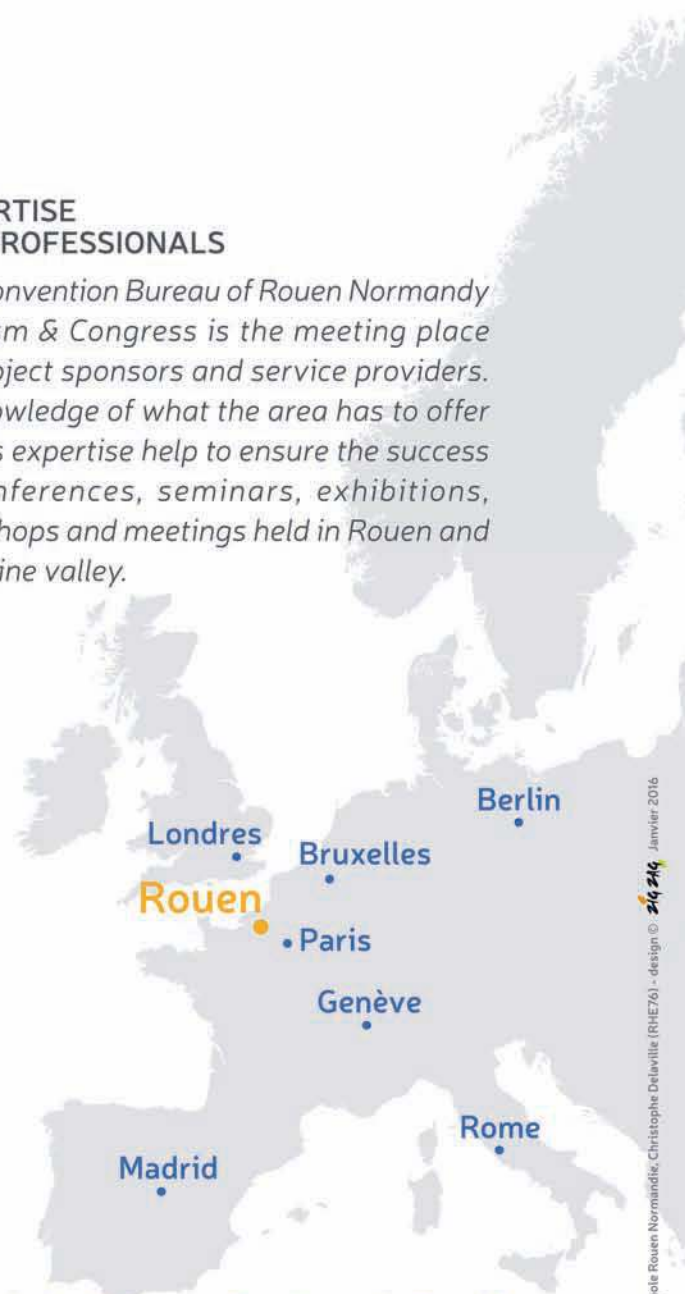 RTISE
ROFESSIONALS
onvention Bureau of Rouen Normandy
sm & Congress is the meeting place
oject sponsors and service providers.
owledge of what the area has to offer
s expertise help to ensure the success
nferences, seminars, exhibitions,
hops and meetings held in Rouen and
ine valley.
Berlin
Londres
Bruxelles
Rouen
Paris
Genève
Rome
Madrid
ole Rouen Normandie, Christophe Delaville (RHE76) - design © ZIGZAG Janvier 2016